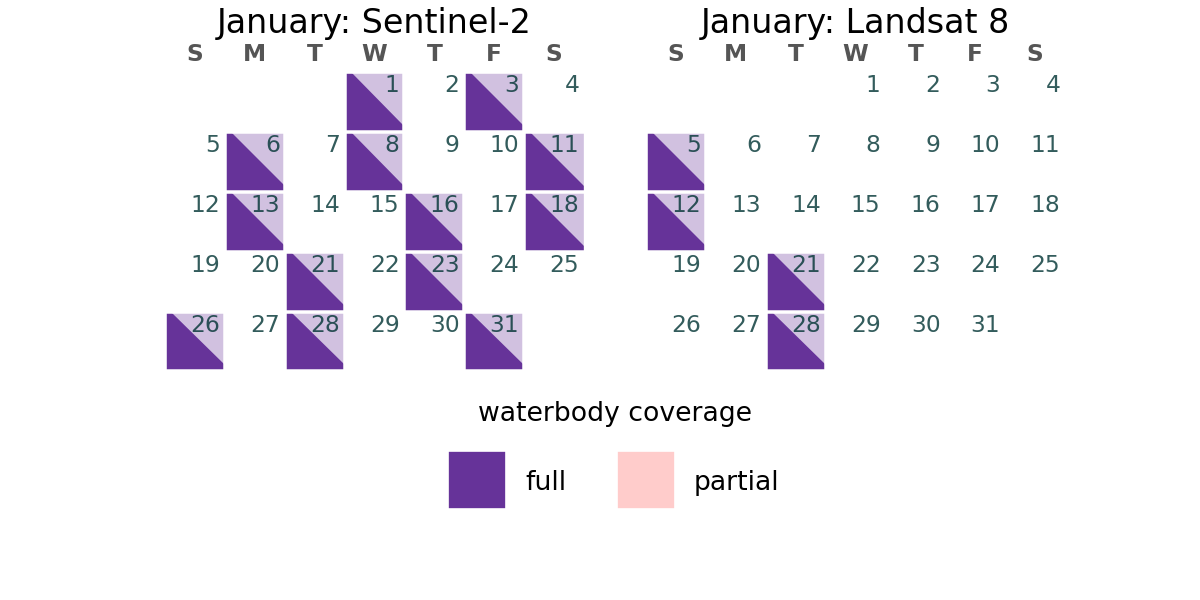 January: Sentinel-2
S M T W T F S
1 2 3 4
5 6 7 8 9 10 11
12 13 14 15 16 17 18
19 20 21 22 23 24 25
26 27 28 29 30 31
January: Landsat 8
S M T W T F S
1 2 3 4
5 6 7 8 9 10 11
12 13 14 15 16 17 18
19 20 21 22 23 24 25
26 27 28 29 30 31
waterbody coverage
full partial